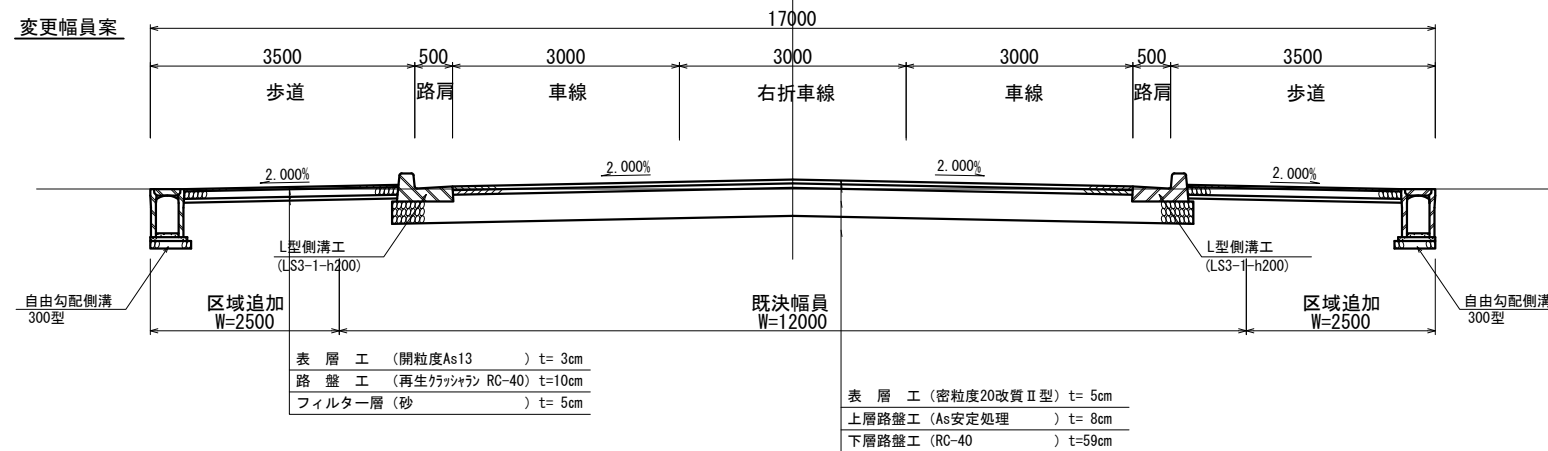 変更幅員案
17000
3500 500 3000 3000 3000 500 3500
歩道 路肩 車線 右折車線 車線 路肩 歩道
2.000% 2.000% 2.000% 2.000%
L型側溝工
(LS3-1-h200)
L型側溝工
(LS3-1-h200)
自由勾配側溝
300型
区域追加
W=2500
既決幅員
W=12000
区域追加
W=2500
自由勾配側溝
300型
表 層 工 (開粒度As13 ) t= 3cm
路 盤 工 (再生クラッシャラン RC-40) t=10cm
フィルター層 (砂 ) t= 5cm
表 層 工 (密粒度20改質Ⅱ型) t= 5cm
上層路盤工 (As安定処理 ) t= 8cm
下層路盤工 (RC-40 ) t=59cm